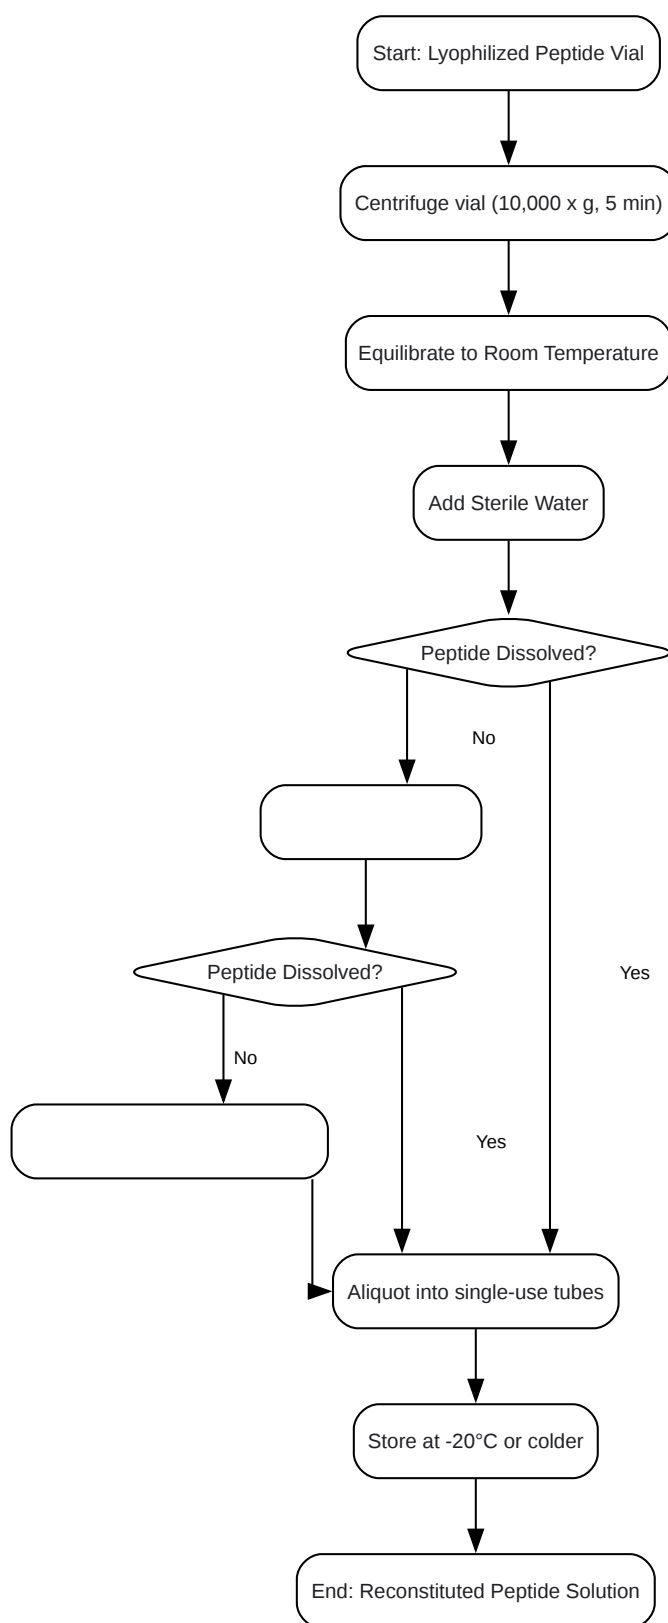 Start: Lyophilized Peptide Vial
Centrifuge vial (10,000 x g, 5 min)
Equilibrate to Room Temperature
Add Sterile Water
Peptide Dissolved?
No
Peptide Dissolved?
Yes
No
Yes
Aliquot into single-use tubes
Store at -20°C or colder
End: Reconstituted Peptide Solution